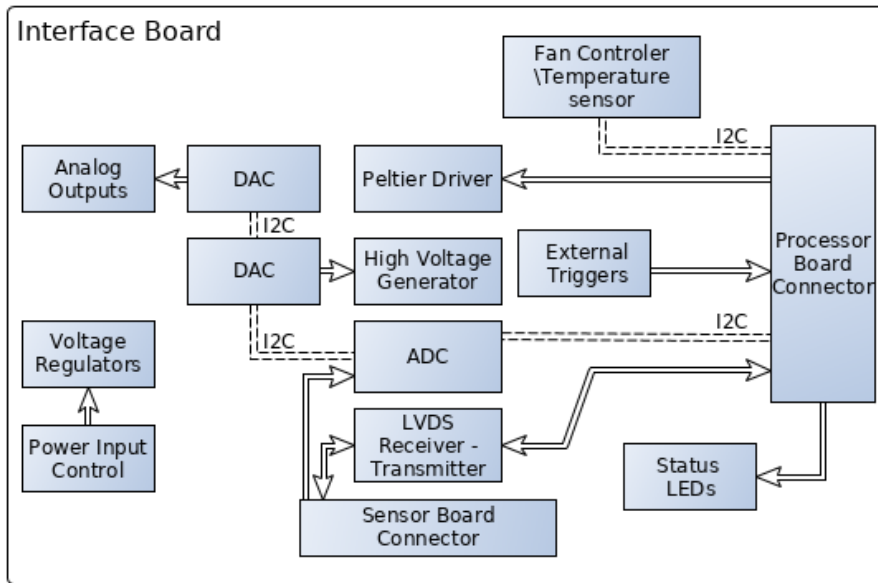 Interface Board
Fan Controler
\Temperature
sensor
I2C
Analog
Outputs
DAC
Peltier Driver
I2C
Processor
Board
Connector
DAC
High Voltage
Generator
External
Triggers
Voltage
Regulators
I2C
ADC
I2C
Power Input
Control
LVDS
Receiver -
Transmitter
Status
LEDs
Sensor Board
Connector